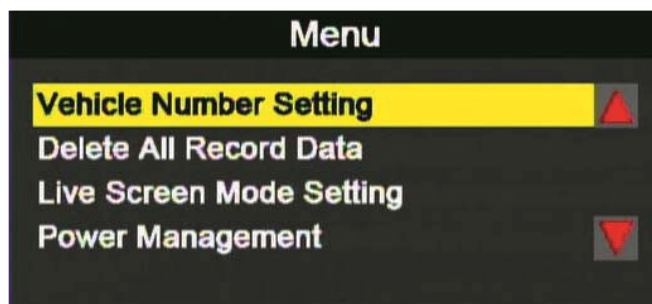 Menu
Vehicle Number Setting
Delete All Record Data
Live Screen Mode Setting
Power Management